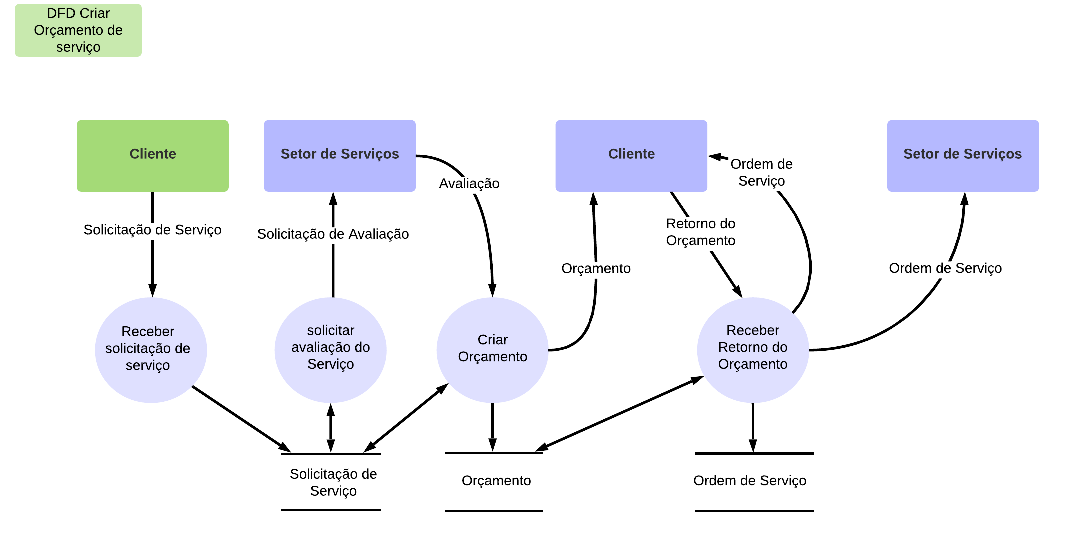 DFD Criar
Orçamento de
serviço
Cliente
Setor de Serviços
Cliente
Setor de Serviços
Ordem de
Serviço
Avaliação
Solicitação de Serviço
Solicitação de Avaliação
Retorno do
Orçamento
Orçamento
Ordem de Serviço
Receber
solicitação de
serviço
solicitar
avaliação do
Serviço
Criar
Orçamento
Receber
Retorno do
Orçamento
Solicitação de
Serviço
Orçamento
Ordem de Serviço